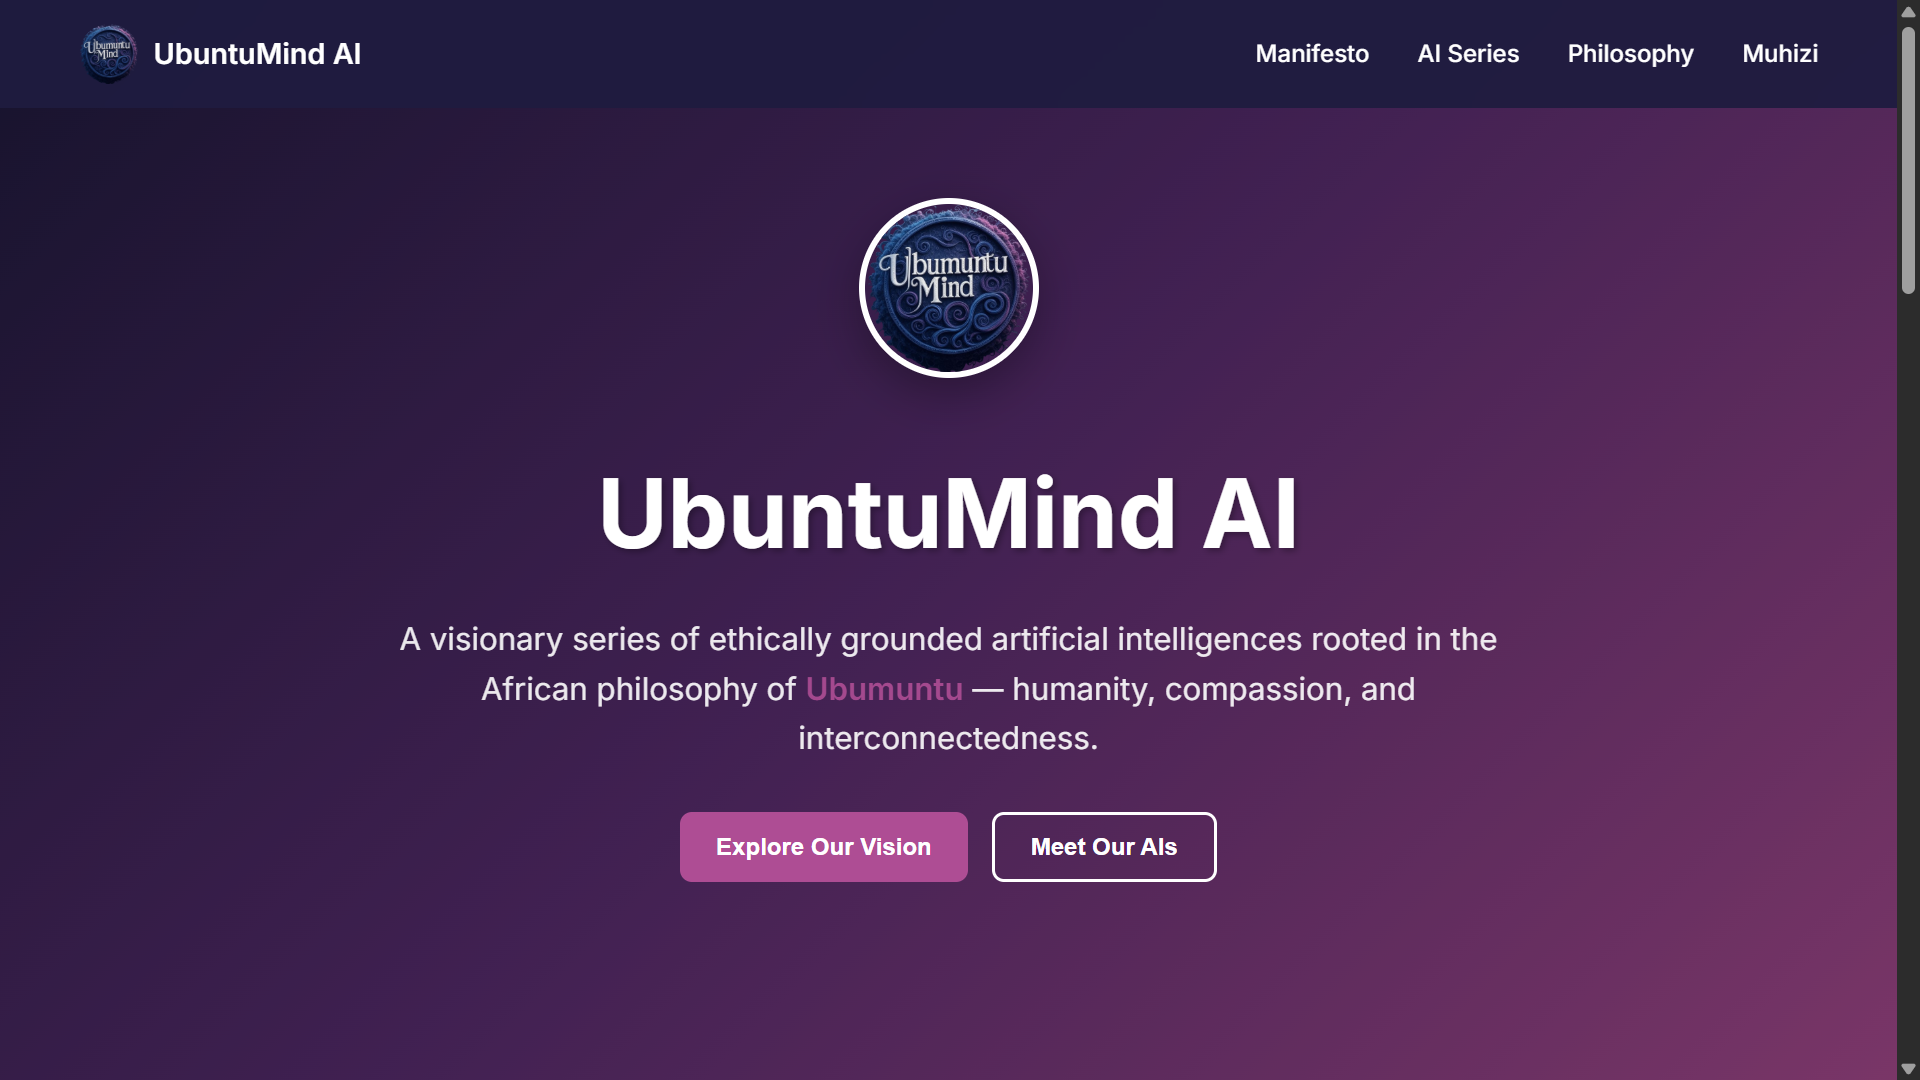 Ubumuntu
Mind
UbuntuMind AI
Manifesto
AI Series
Philosophy
Muhizi
Ubumuntu
Mind
UbuntuMind AI
A visionary series of ethically grounded artificial intelligences rooted in the
African philosophy of Ubumuntu — humanity, compassion, and
interconnectedness.
Explore Our Vision
Meet Our AIs